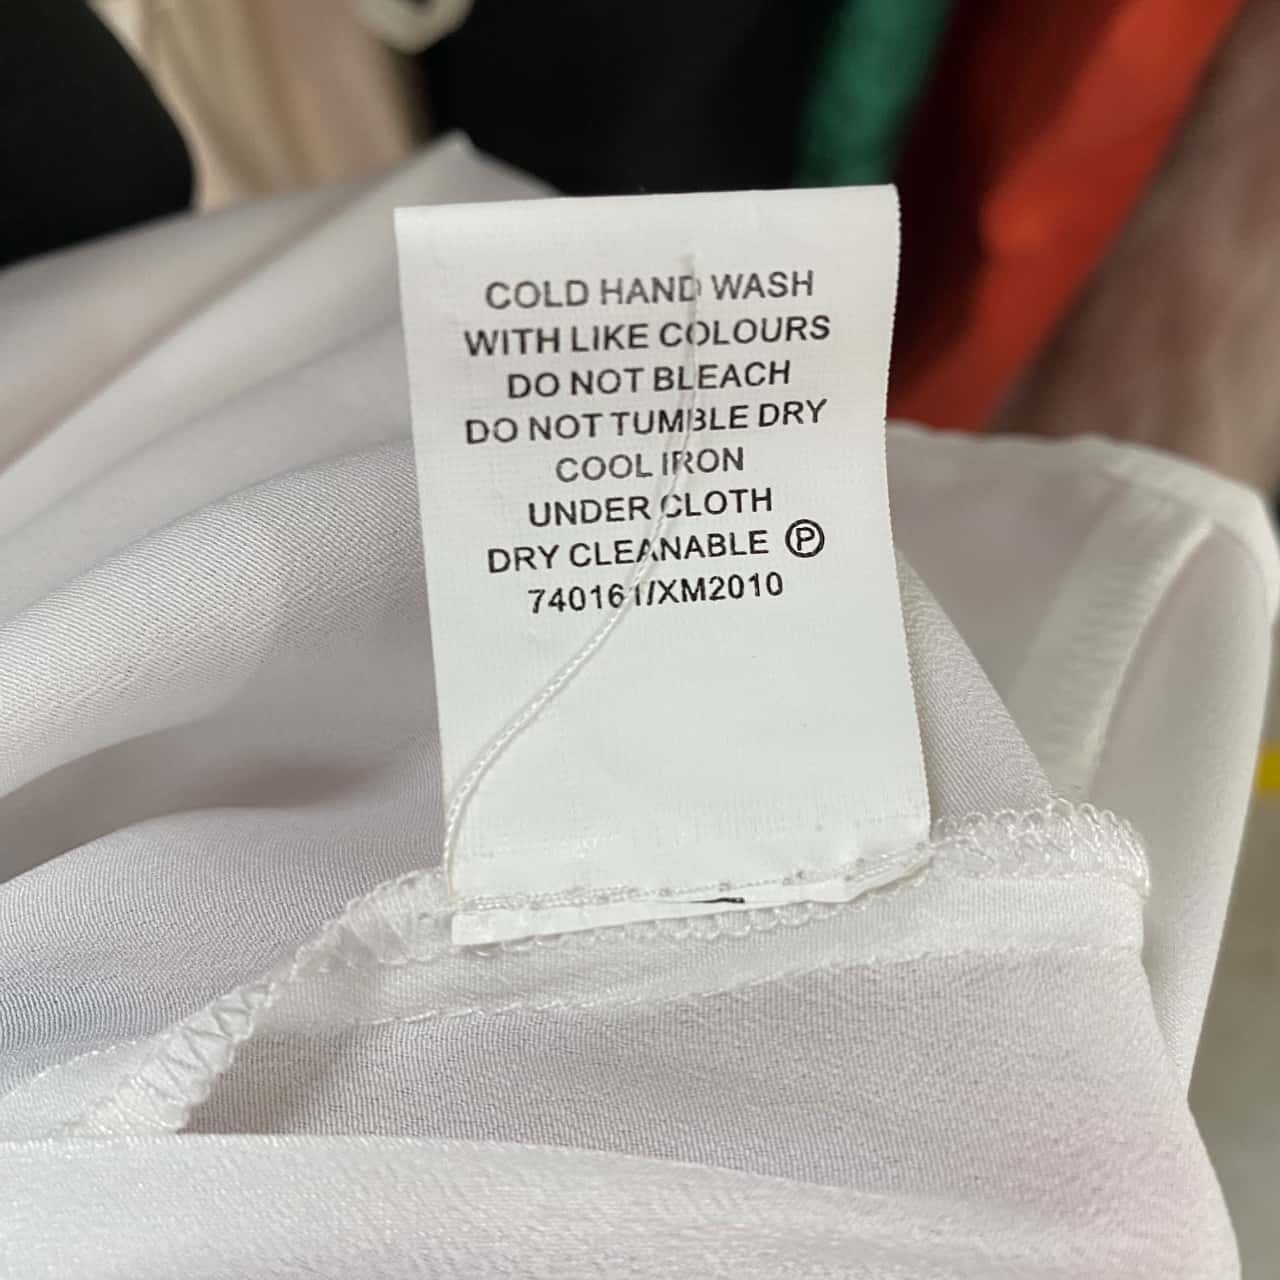 COLD HAND WASH
WITH LIKE COLOURS
DO NOT BLEACH
DO NOT TUMBLE DRY
COOL IRON
UNDER CLOTH
DRY CLEANABLE Ⓟ
740161/XM2010